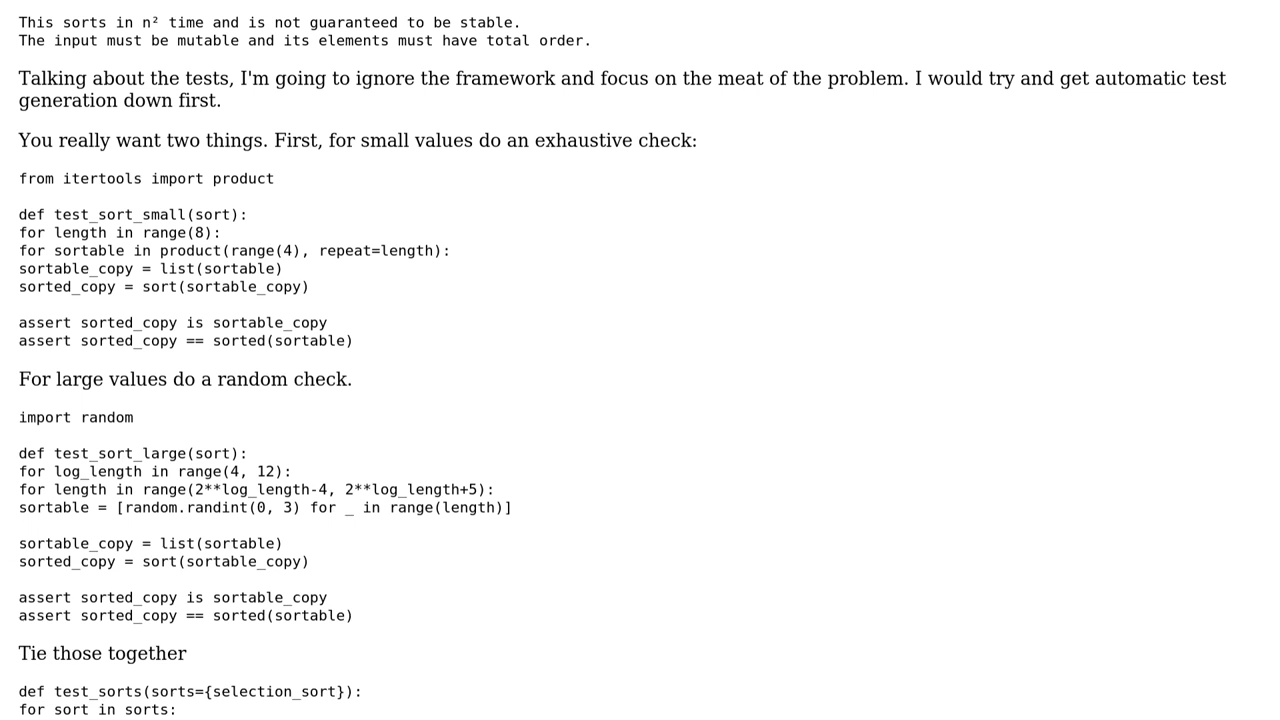 This sorts in n² time and is not guaranteed to be stable.
The input must be mutable and its elements must have total order.
Talking about the tests, I'm going to ignore the framework and focus on the meat of the problem. I would try and get automatic test
generation down first.
You really want two things. First, for small values do an exhaustive check:
from itertools import product
def test_sort_small(sort):
for length in range(8):
for sortable in product(range(4), repeat=length):
sortable_copy = list(sortable)
sorted_copy = sort(sortable_copy)
assert sorted_copy is sortable_copy
assert sorted_copy == sorted(sortable)
For large values do a random check.
import random
def test_sort_large(sort):
for log_length in range(4, 12):
for length in range(2**log_length-4, 2**log_length+5):
sortable = [random.randint(0, 3) for _ in range(length)]
sortable_copy = list(sortable)
sorted_copy = sort(sortable_copy)
assert sorted_copy is sortable_copy
assert sorted_copy == sorted(sortable)
Tie those together
def test_sorts(sorts={selection_sort}):
for sort in sorts: